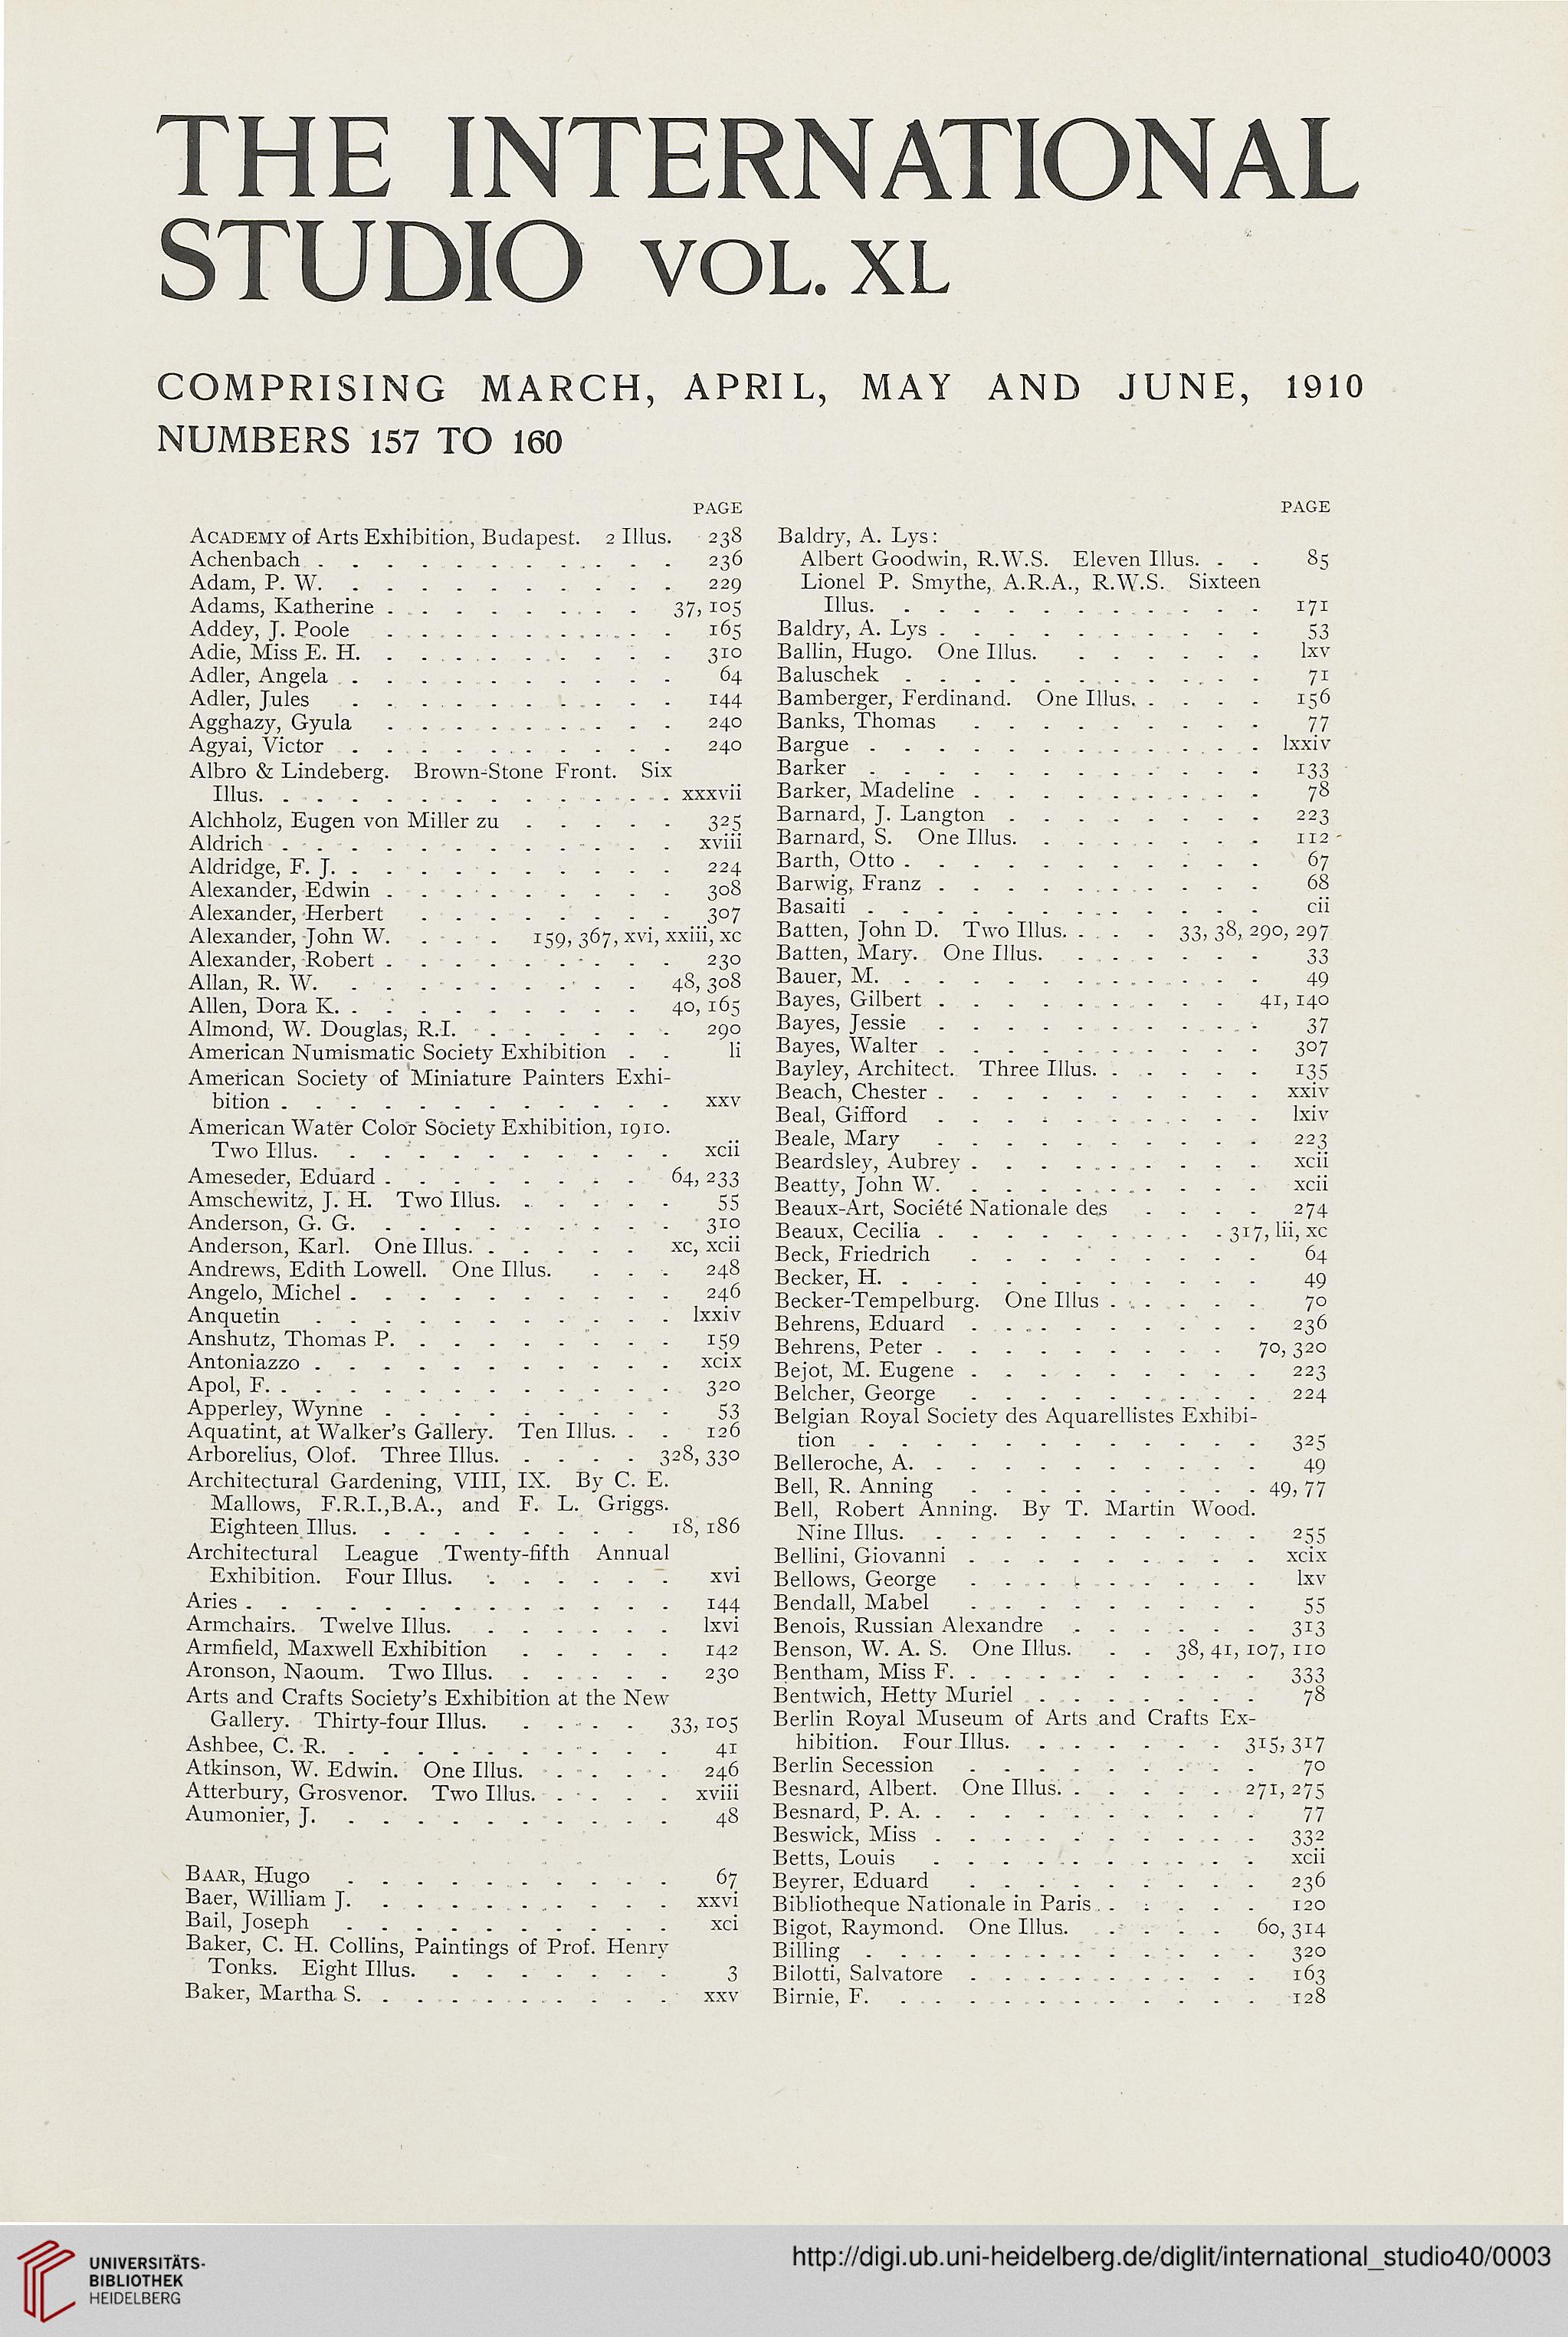 THE INTERNATIONAL
STUDIO VOL. XL
COMPRISING MARCH, APRIL, MAY AND JUNE, 1910
NUMBERS 157 TO 160
PAGE
ACADEMY of Arts Exhibition, Budapest. 2 Illus. 238
Achenbach 236
Adam, P. W. 229
Adams, Katherine 37, 105
Addey, J. Poole 165
Adie, Miss E. H. 310
Adler, Angela 64
Adler, Jules 144
Agghazy, Gyula 240
Agyai, Victor 240
Albro & Lindeberg. Brown-Stone Front. Six
Illus. xxxvii
Alchholz, Eugen von Miller zu 325
Aldrich xviii
Aldridge, F. J. 224
Alexander, Edwin 308
Alexander, Herbert 307
Alexander, John W. 159, 367, xvi, xxiii, xc
Alexander, Robert 230
Allan, R. W. 48, 308
Allen, Dora K. 40, 165
Almond, W. Douglas, R.I. 290
American Numismatic Society Exhibition li
American Society of Miniature Painters Exhi-
bition xxv
American Water Color Society Exhibition, 1910.
Two Illus. xcii
Ameseder, Eduard 64, 233
Amschewitz, J. H. Two Illus. 55
Anderson, G. G. 310
Anderson, Karl. One Illus. xc, xcii
Andrews, Edith Lowell. One Illus. 248
Angelo, Michel 246
Anquetin lxxiv
Anshutz, Thomas P. 159
Antoniazzo xcix
Apol, F. 320
Apperley, Wynne 53
Aquatint, at Walker's Gallery. Ten Illus. 126
Arborelius, Olof. Three Illus. 328, 330
Architectural Gardening, VIII, IX. By C. E.
Mallows, F.R.I.,B.A., and F. L. Griggs.
Eighteen Illus. 18, 186
Architectural League Twenty-fifth Annual
Exhibition. Four Illus. xvi
Aries 144
Armchairs. Twelve Illus. lxvi
Armfield, Maxwell Exhibition 142
Aronson, Naoum. Two Illus. 230
Arts and Crafts Society's Exhibition at the New
Gallery. Thirty-four Illus. 33, 105
Ashbee, C. R. 41
Atkinson, W. Edwin. One Illus. 246
Atterbury, Grosvenor. Two Illus. xviii
Aumonier, J. 48
BAAR, Hugo 67
Baer, William J. xxvi
Bail, Joseph xci
Baker, C. H. Collins, Paintings of Prof. Henry
Tonks. Eight Illus. 3
Baker, Martha S. xxv
PAGE
Baldry, A. Lys:
Albert Goodwin, R.W.S. Eleven Illus. 85
Lionel P. Smythe, A.R.A., R.W.S. Sixteen
Illus. 171
Baldry, A. Lys 53
Ballin, Hugo. One Illus. lxv
Baluschek 71
Bamberger, Ferdinand. One Illus. 156
Banks, Thomas 77
Bargue lxxiv
Barker 133
Barker, Madeline 78
Barnard, J. Langton 223
Barnard, S. One Illus. 112
Barth, Otto 67
Barwig, Franz 68
Basaiti cii
Batten, John D. Two Illus. 33, 38, 290, 297
Batten, Mary. One Illus. 33
Bauer, M. 49
Bayes, Gilbert 41, 140
Bayes, Jessie 37
Bayes, Walter 307
Bayley, Architect. Three Illus. 135
Beach, Chester xxiv
Beal, Gifford lxiv
Beale, Mary 223
Beardsley, Aubrey xcii
Beatty, John W. xcii
Beaux-Art, Société Nationale des 274
Beaux, Cecilia 317, lii, xc
Beck, Friedrich 64
Becker, H. 49
Becker-Tempelburg. One Illus 70
Behrens, Eduard 236
Behrens, Peter 70, 320
Bejot, M. Eugene 223
Belcher, George 224
Belgian Royal Society des Aquarellistes Exhibi-
tion 325
Belleroche, A. 49
Bell, R. Anning 49, 77
Bell, Robert Anning. By T. Martin Wood.
Nine Illus. 255
Bellini, Giovanni xcix
Bellows, George lxv
Bendall, Mabel 55
Benois, Russian Alexandre 313
Benson, W. A. S. One Illus. 38, 41, 107, 110
Bentham, Miss F. 333
Bentwich, Hetty Muriel 78
Berlin Royal Museum of Arts and Crafts Ex-
hibition. Four Illus. 315, 317
Berlin Secession 70
Besnard, Albert. One Illus. 271, 275
Besnard, P. A. 77
Beswick, Miss 332
Betts, Louis xcii
Beyrer, Eduard 236
Bibliotheque Nationale in Paris 120
Bigot, Raymond. One Illus. 60, 314
Billing 320
Bilotti, Salvatore 163
Birnie, F. 128
UNIVERSITÄTS-
BIBLIOTHEK
HEIDELBERG
http://digi.ub.uni-heidelberg.de/diglit/international_studio40/0003